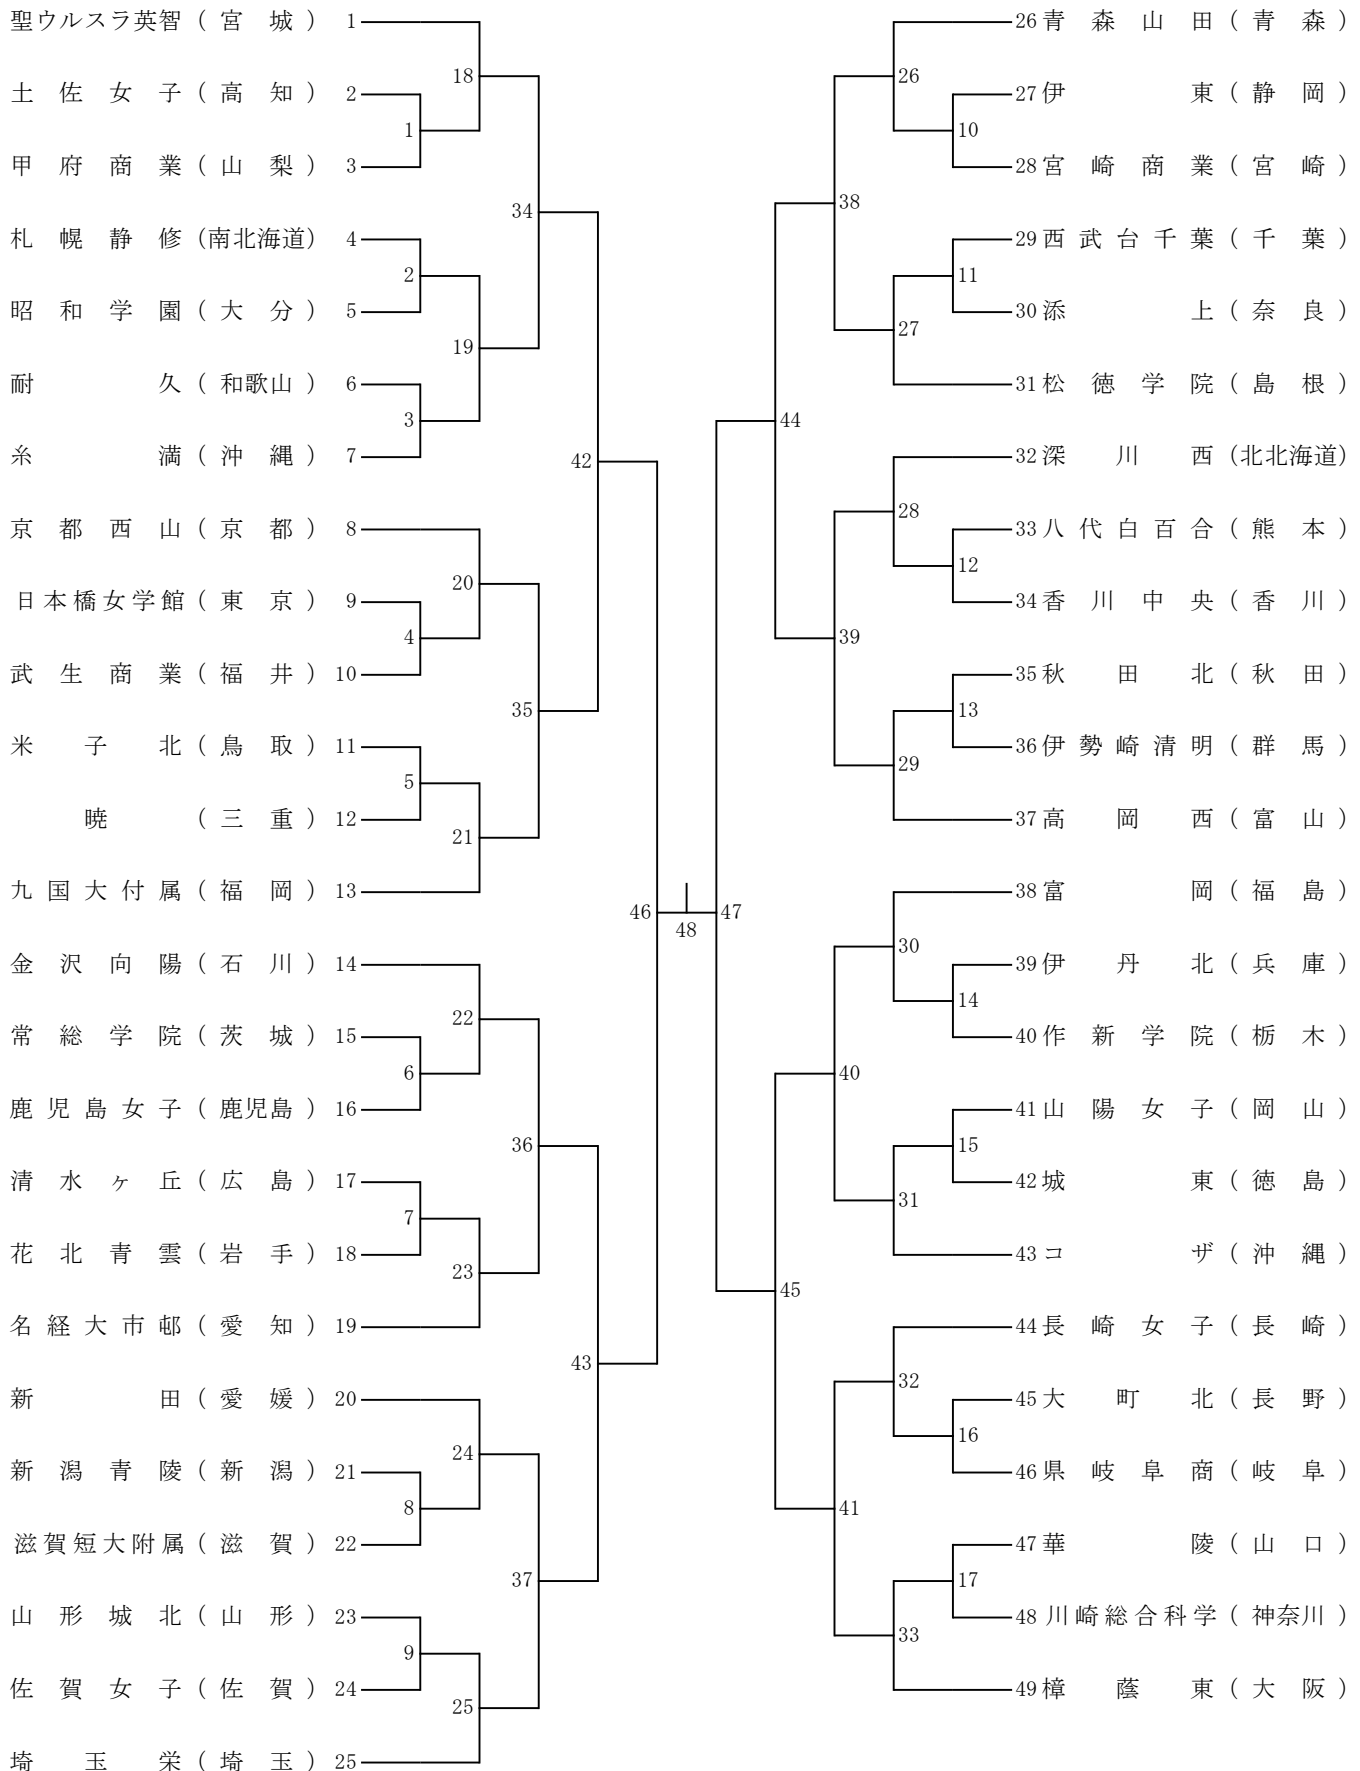 聖ウルスラ英智 ( 宮城 ) 1
18
土佐女子 ( 高知 ) 2
1
甲府商業 ( 山梨 ) 3
34
札幌静修 (南北海道) 4
2
昭和学園 ( 大分 ) 5
19
耐久 ( 和歌山 ) 6
3
糸満 ( 沖縄 ) 7
42
京都西山 ( 京都 ) 8
20
日本橋女学館 ( 東京 ) 9
4
武生商業 ( 福井 ) 10
35
米子北 ( 鳥取 ) 11
5
暁 ( 三重 ) 12
21
九国大付属 ( 福岡 ) 13
46
金沢向陽 ( 石川 ) 14
22
常総学院 ( 茨城 ) 15
6
鹿児島女子 ( 鹿児島 ) 16
36
清水ヶ丘 ( 広島 ) 17
7
花北青雲 ( 岩手 ) 18
23
名経大市邨 ( 愛知 ) 19
43
新田 ( 愛媛 ) 20
24
新潟青陵 ( 新潟 ) 21
8
滋賀短大附属 ( 滋賀 ) 22
37
山形城北 ( 山形 ) 23
9
佐賀女子 ( 佐賀 ) 24
25
埼玉栄 ( 埼玉 ) 25
48
26 青森山田 ( 青森 )
26
27 伊東 ( 静岡 )
10
28 宮崎商業 ( 宮崎 )
38
29 西武台千葉 ( 千葉 )
11
30 添上 ( 奈良 )
27
31 松徳学院 ( 島根 )
44
32 深川西 (北北海道)
28
33 八代白百合 ( 熊本 )
12
34 香川中央 ( 香川 )
39
35 秋田北 ( 秋田 )
13
36 伊勢崎清明 ( 群馬 )
29
37 高岡西 ( 富山 )
47
38 富岡 ( 福島 )
30
39 伊丹北 ( 兵庫 )
14
40 作新学院 ( 栃木 )
40
41 山陽女子 ( 岡山 )
15
42 城東 ( 徳島 )
31
43 コザ ( 沖縄 )
45
44 長崎女子 ( 長崎 )
32
45 大町北 ( 長野 )
16
46 県岐阜商 ( 岐阜 )
41
47 華陵 ( 山口 )
17
48 川崎総合科学 ( 神奈川 )
33
49 樟蔭東 ( 大阪 )